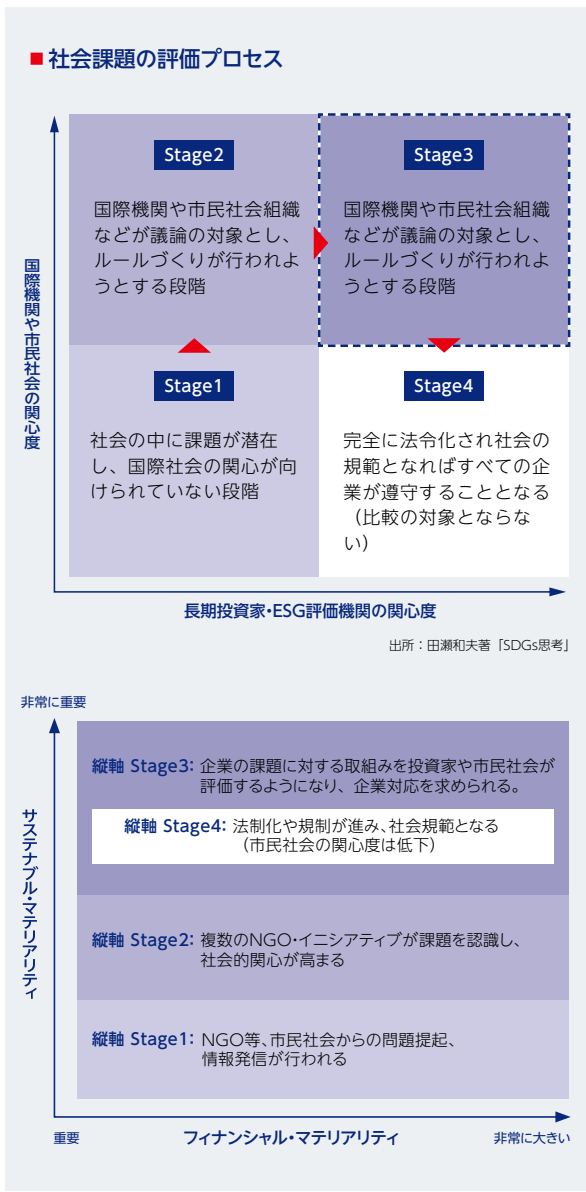 ■ 社会課題の評価プロセス
国際機関や市民社会の関心度
Stage2
国際機関や市民社会組織
などが議論の対象とし、
ルールづくりが行われよ
うとする段階
Stage3
国際機関や市民社会組織
などが議論の対象とし、
ルールづくりが行われよ
うとする段階
Stage1
社会の中に課題が潜在
し、国際社会の関心が向
けられていない段階
Stage4
完全に法令化され社会の
規範となればすべての企
業が遵守することとなる
(比較の対象とならな
い)
長期投資家・ESG評価機関の関心度
出所:田瀬和夫著「SDGs思考」
非常に重要
サステナブル・マテリアリティ
縦軸 Stage3: 企業の課題に対する取組みを投資家や市民社会が
評価するようになり、企業対応を求められる。
縦軸 Stage4: 法制化や規制が進み、社会規範となる
(市民社会の関心度は低下)
縦軸 Stage2: 複数のNGO・イニシアティブが課題を認識し、
社会的関心が高まる
縦軸 Stage1: NGO等、市民社会からの問題提起、
情報発信が行われる
重要
フィナンシャル・マテリアリティ
非常に大きい